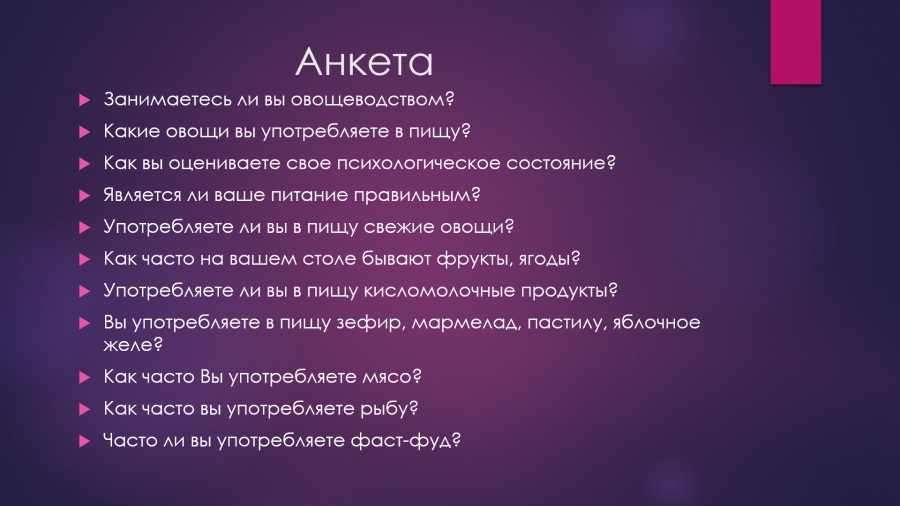 Анкета
Занимаетесь ли вы овощеводством?
Какие овощи вы употребляете в пищу?
Как вы оцениваете свое психологическое состояние?
Является ли ваше питание правильным?
Употребляете ли вы в пищу свежие овощи?
Как часто на вашем столе бывают фрукты, ягоды?
Употребляете ли вы в пищу кисломолочные продукты?
Вы употребляете в пищу зефир, мармелад, пастилу, яблочное
желе?
Как часто Вы употребляете мясо?
Как часто вы употребляете рыбу?
Часто ли вы употребляете фаст-фуд?